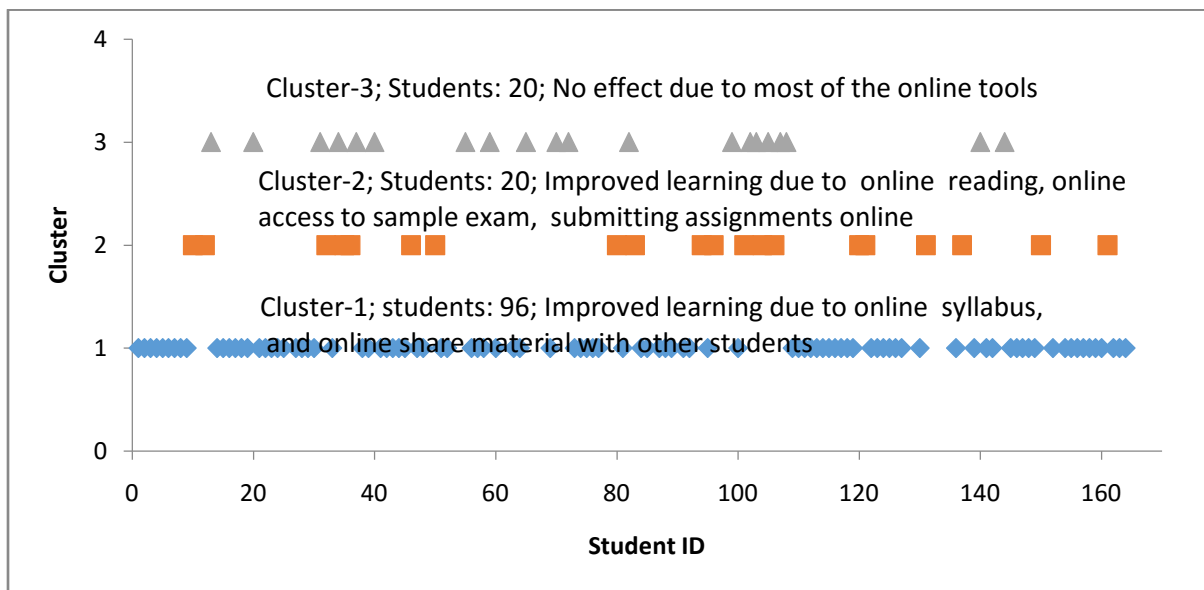 4
Cluster-3; Students: 20; No effect due to most of the online tools
3
Cluster-2; Students: 20; Improved learning due to online reading, online
access to sample exam, submitting assignments online
2
Cluster
Cluster-1; students: 96; Improved learning due to online syllabus,
and online share material with other students
1
0
0 20 40 60 80 100 120 140 160
Student ID